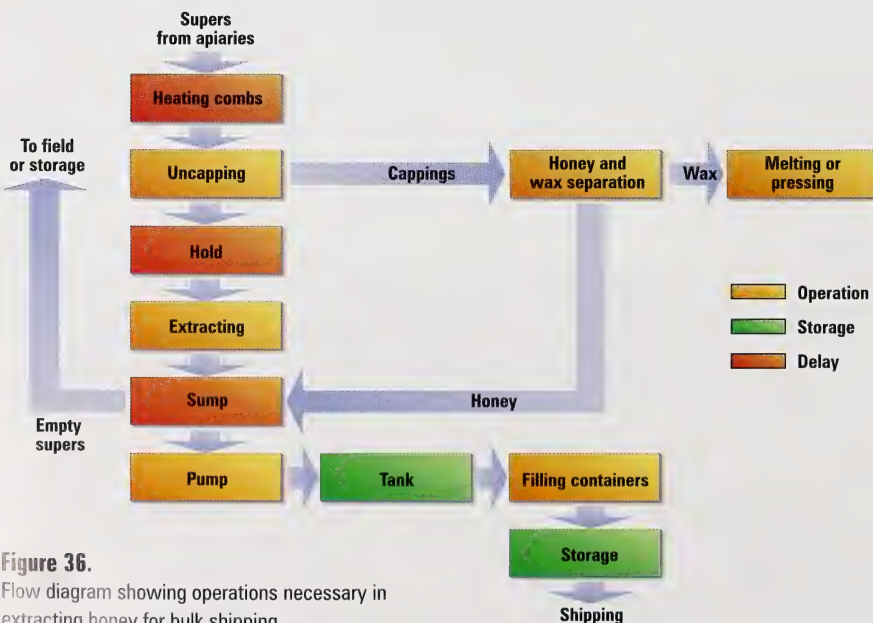 Supers
from apiaries
Heating combs
To field
or storage
Uncapping
Cappings
Honey and
wax separation
Wax
Melting or
pressing
Hold
Operation
Storage
Delay
Extracting
Sump
Honey
Empty
supers
Pump
Tank
Filling containers
Storage
Shipping
Figure 36.
Flow diagram showing operations necessary in
extracting honey for bulk shipping